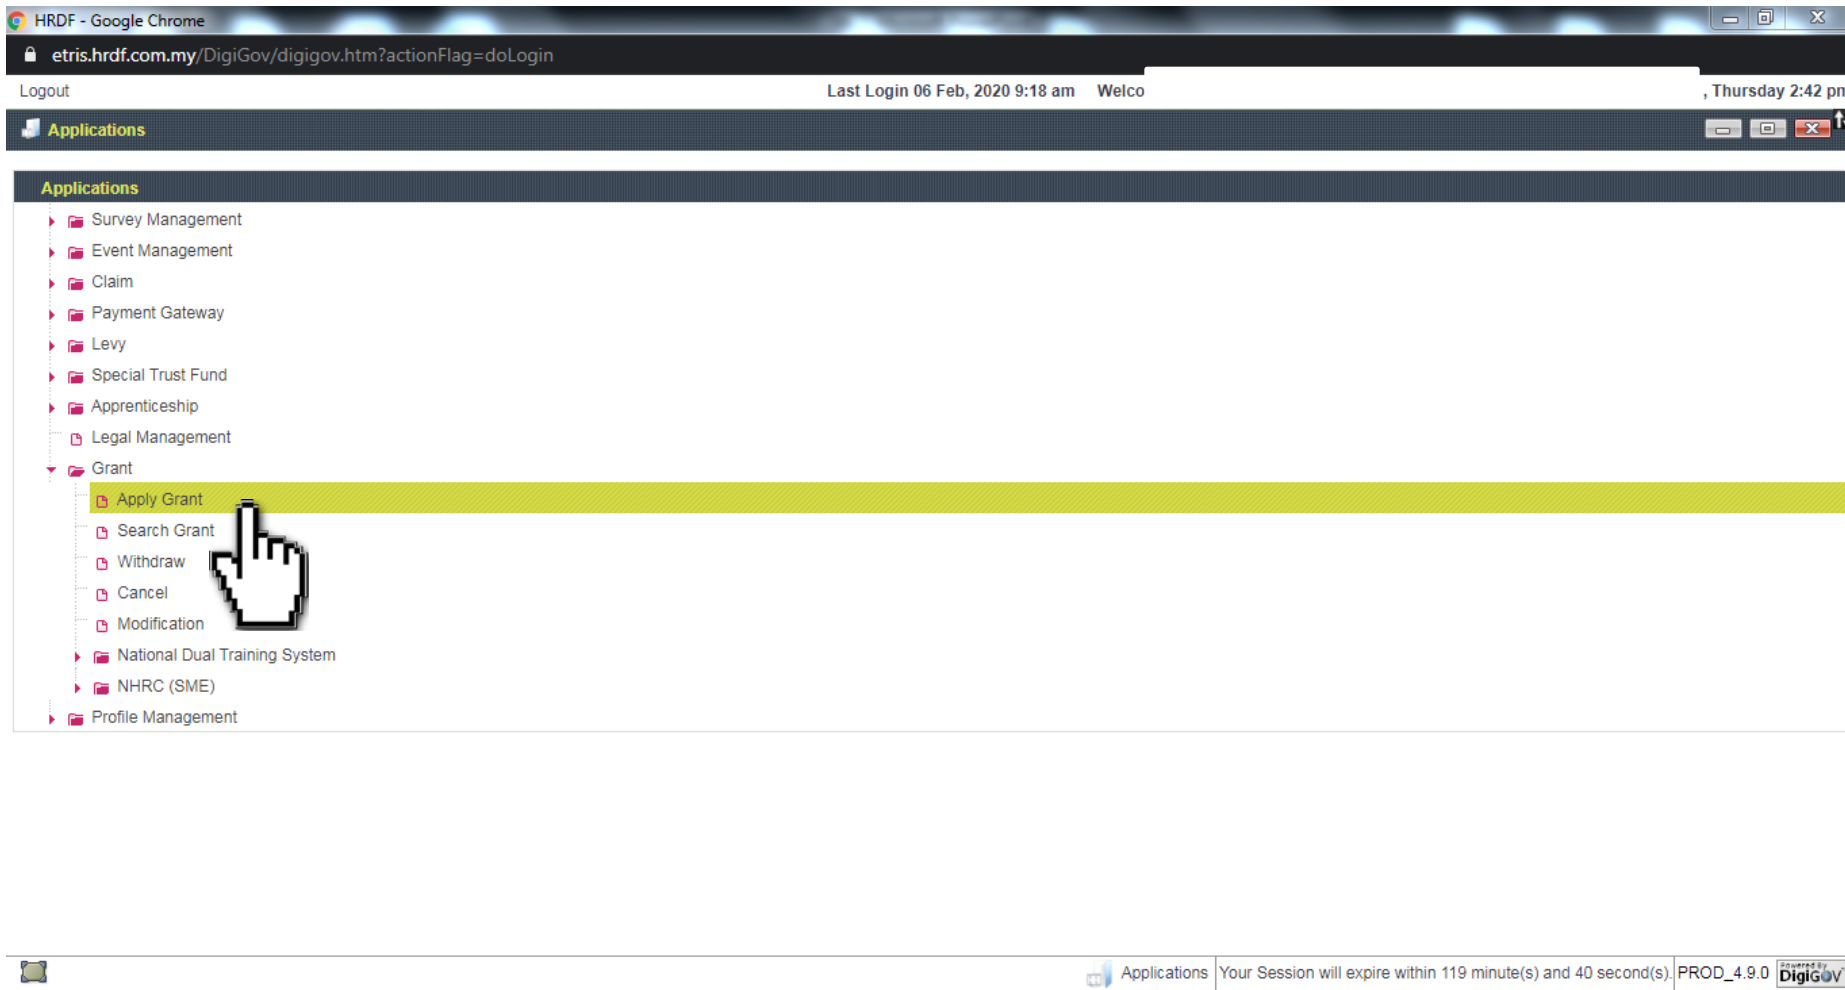 HRDF - Google Chrome
etris.hrdf.com.my/DigiGov/digigov.htm?actionFlag=doLogin
Logout Last Login 06 Feb, 2020 9:18 am Welco , Thursday 2:42 pm
Applications
Applications
Survey Management
Event Management
Claim
Payment Gateway
Levy
Special Trust Fund
Apprenticeship
Legal Management
Grant
Apply Grant
Search Grant
Withdraw
Cancel
Modification
National Dual Training System
NHRC (SME)
Profile Management
Applications Your Session will expire within 119 minute(s) and 40 second(s). PROD_4.9.0 Powered By DigiGOV